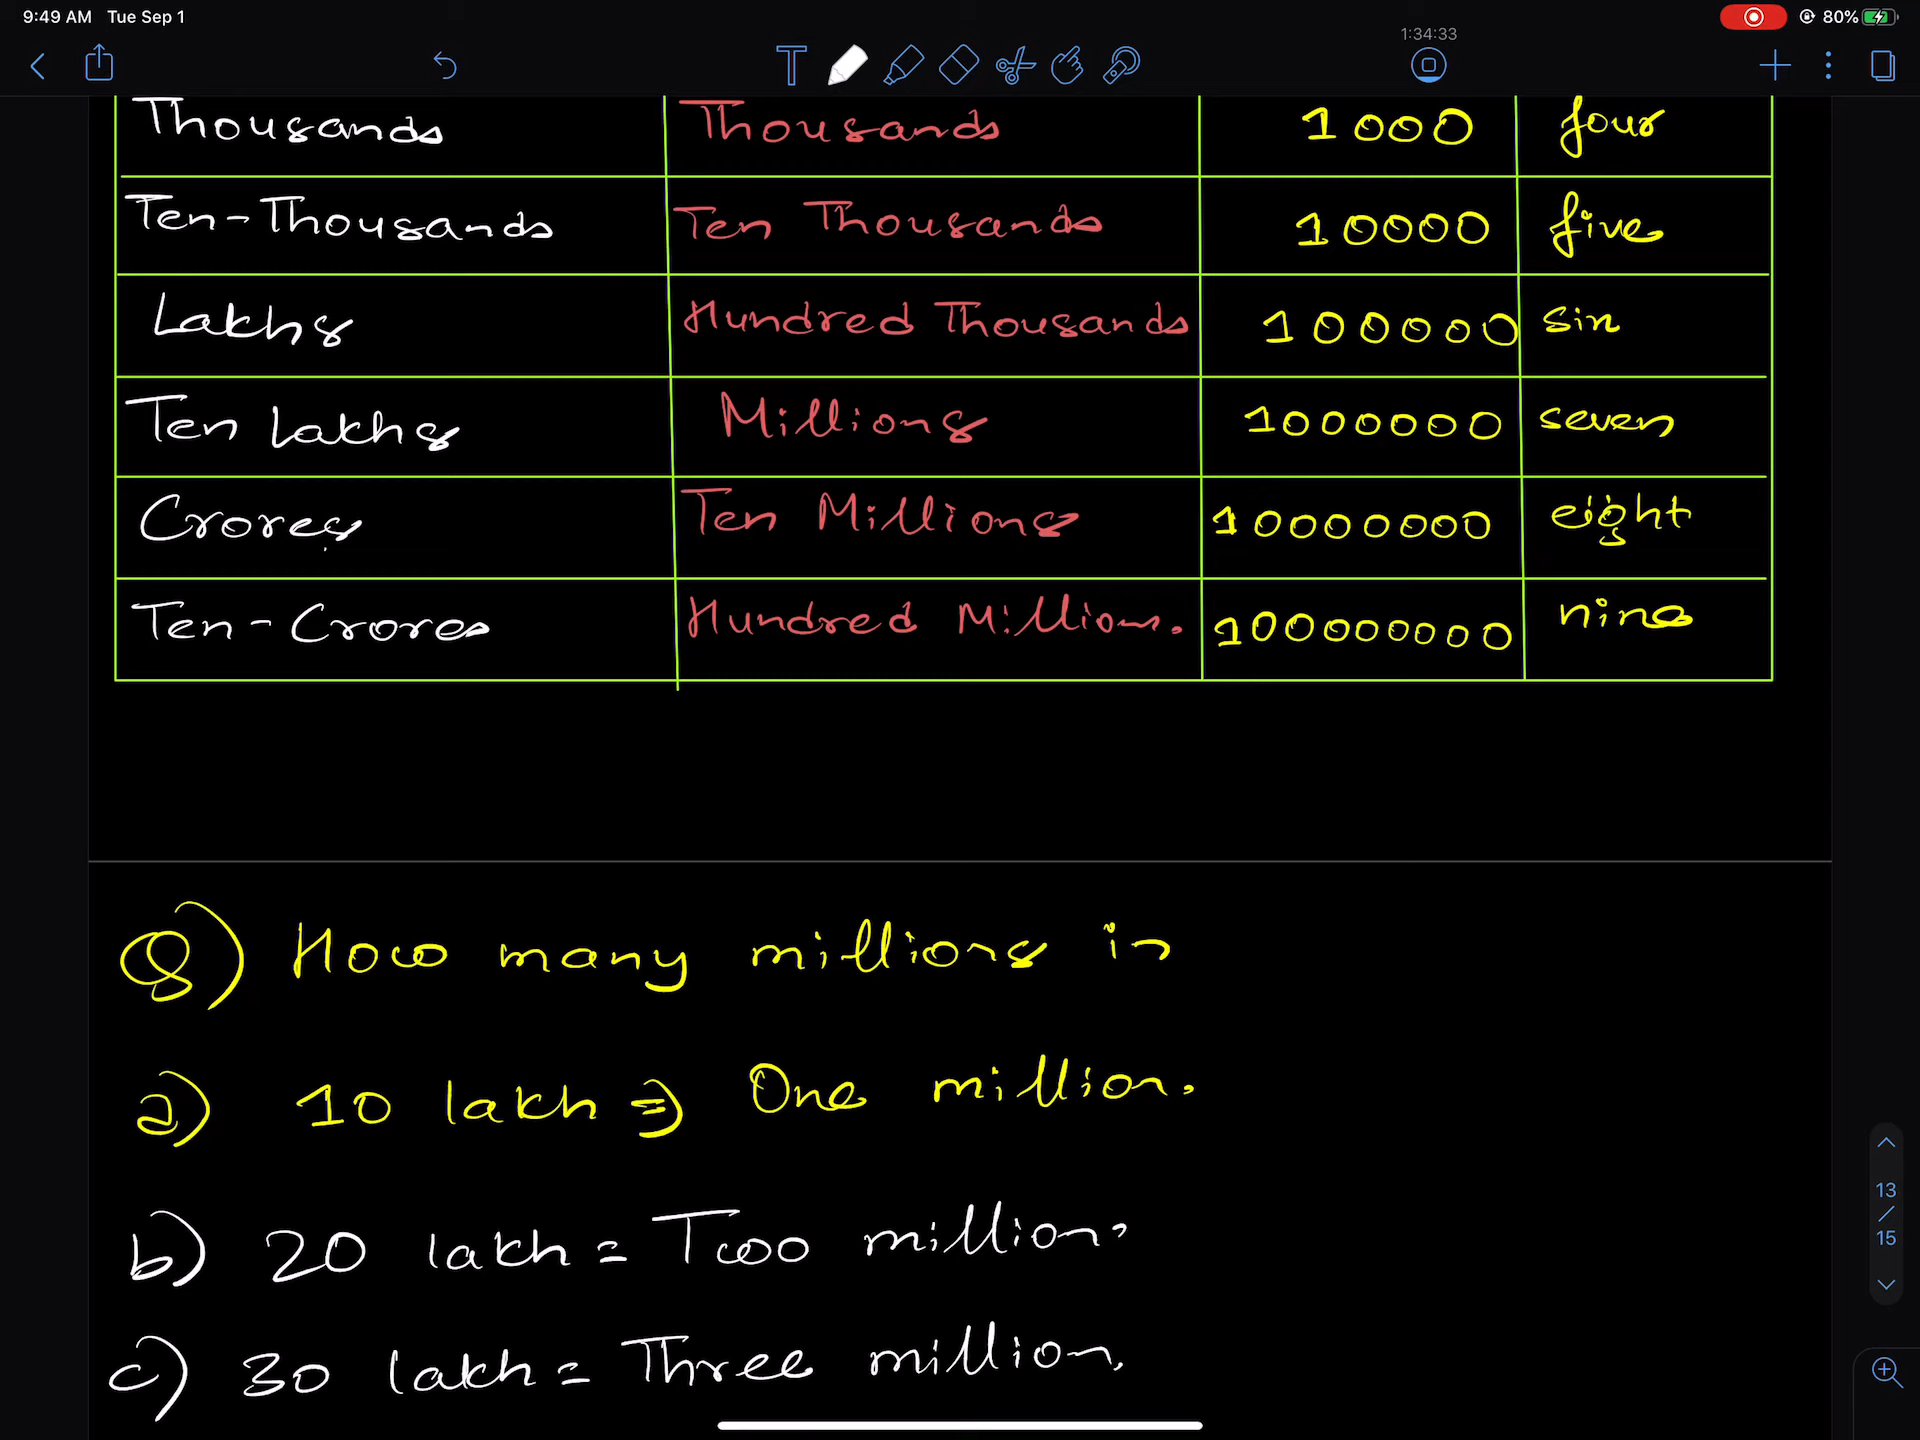 9:49 AM Tue Sep 1
80%
1:34:33
T
Thousands Thousands 1000 four
Ten-Thousands Ten Thousands 10000 five
Lakhs Hundred Thousands 100000 six
Ten Lakhs Millions 1000000 seven
Crores Ten Millions 10000000 eight
Ten-Crores Hundred Millions. 100000000 nine
Q) How many millions in
a) 10 lakh ⇒ One million.
b) 20 lakh = Two million.
c) 30 lakh = Three million.
13
/
15